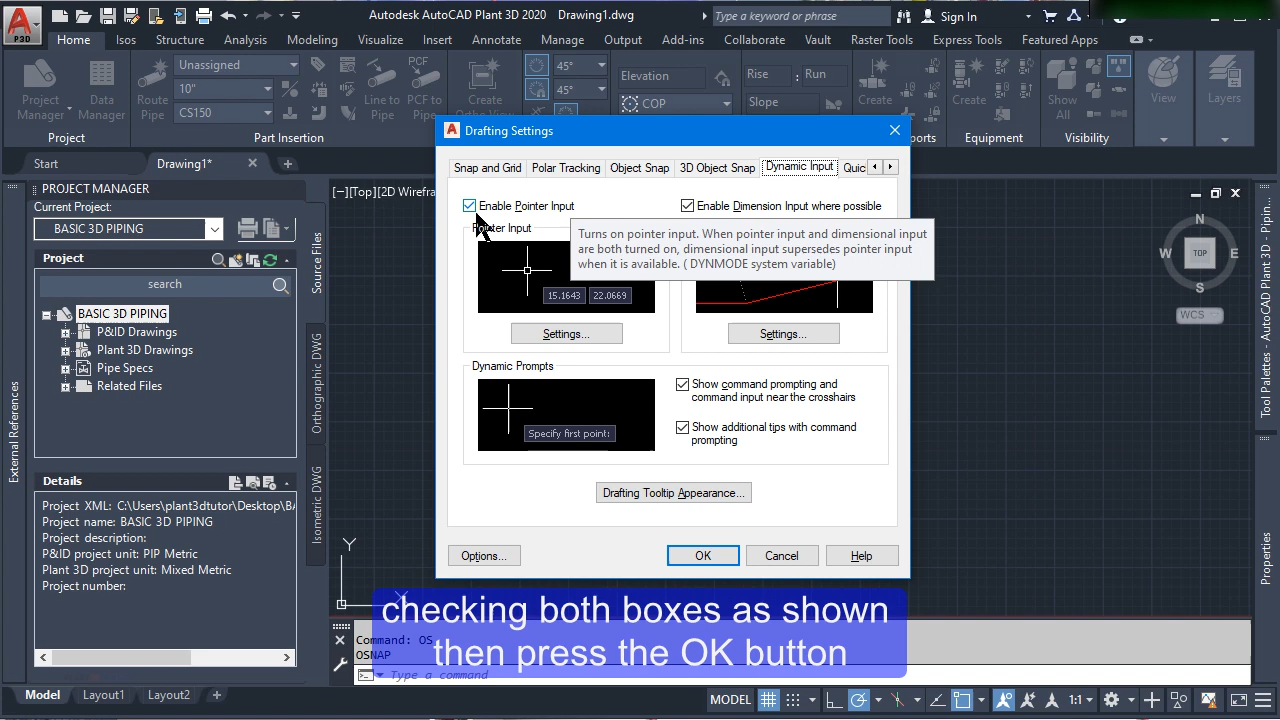 Autodesk AutoCAD Plant 3D 2020 Drawing1.dwg
Type a keyword or phrase
Sign In
P3D
Home Isos Structure Analysis Modeling Visualize Insert Annotate Manage Output Add-ins Collaborate Vault Raster Tools Express Tools Featured Apps
Project Manager
Data Manager
Route Pipe
Unassigned
10"
CS150
Line to Pipe
PCF
PCF to Pipe
Create
45°
45°
Elevation
COP
Rise : Run
Slope
Create
Create
Show All
View
Layers
Project
Part Insertion
Equipment
Visibility
Start
Drawing1*
PROJECT MANAGER
Current Project:
BASIC 3D PIPING
Project
search
BASIC 3D PIPING
P&ID Drawings
Plant 3D Drawings
Pipe Specs
Related Files
Details
Project XML: C:\Users\plant3dtutor\Desktop\BA
Project name: BASIC 3D PIPING
Project description:
P&ID project unit: PIP Metric
Plant 3D project unit: Mixed Metric
Project number:
External References
Source Files
Orthographic DWG
Isometric DWG
[−][Top][2D Wirefra
Drafting Settings
Snap and Grid
Polar Tracking
Object Snap
3D Object Snap
Dynamic Input
Quic
Enable Pointer Input
Enable Dimension Input where possible
Pointer Input
Turns on pointer input. When pointer input and dimensional input
are both turned on, dimensional input supersedes pointer input
when it is available. ( DYNMODE system variable)
15.1643 22.0669
Settings...
Settings...
Dynamic Prompts
Specify first point:
Show command prompting and
command input near the crosshairs
Show additional tips with command
prompting
Drafting Tooltip Appearance...
Options...
OK
Cancel
Help
N
W TOP E
S
WCS
Tool Palettes - AutoCAD Plant 3D - Pipin...
Properties
Y
X
checking both boxes as shown
then press the OK button
Command: OS
OSNAP
Type a command
Model
Layout1
Layout2
MODEL
1:1